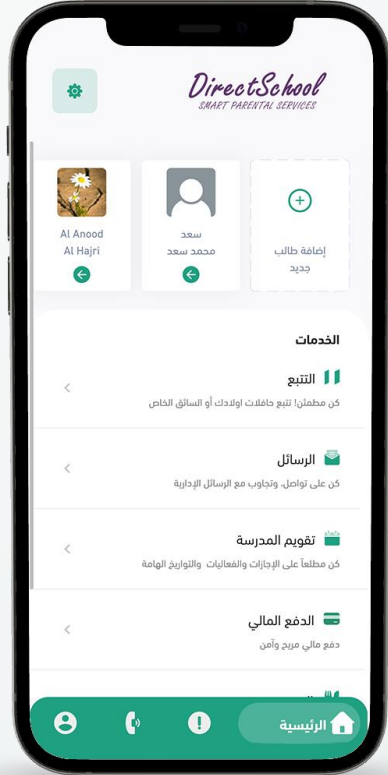 DirectSchool
SMART PARENTAL SERVICES
إضافة طالب
جديد
سعد
محمد سعد
Al Anood
Al Hajri
الخدمات
التتبع
كن مطمئن! تتبع حافلات اولادك أو السائق الخاص
الرسائل
كن على تواصل، وتجاوب مع الرسائل الإدارية
تقويم المدرسة
كن مطلعاً على الإجازات والفعاليات والتواريخ الهامة
الدفع المالي
دفع مالي مريح وآمن
الرئيسية